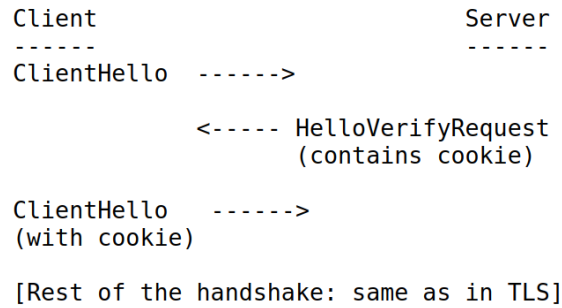 Client                         Server
------                         ------
ClientHello  ------>
<----- HelloVerifyRequest
(contains cookie)
ClientHello   ------>
(with cookie)
[Rest of the handshake: same as in TLS]